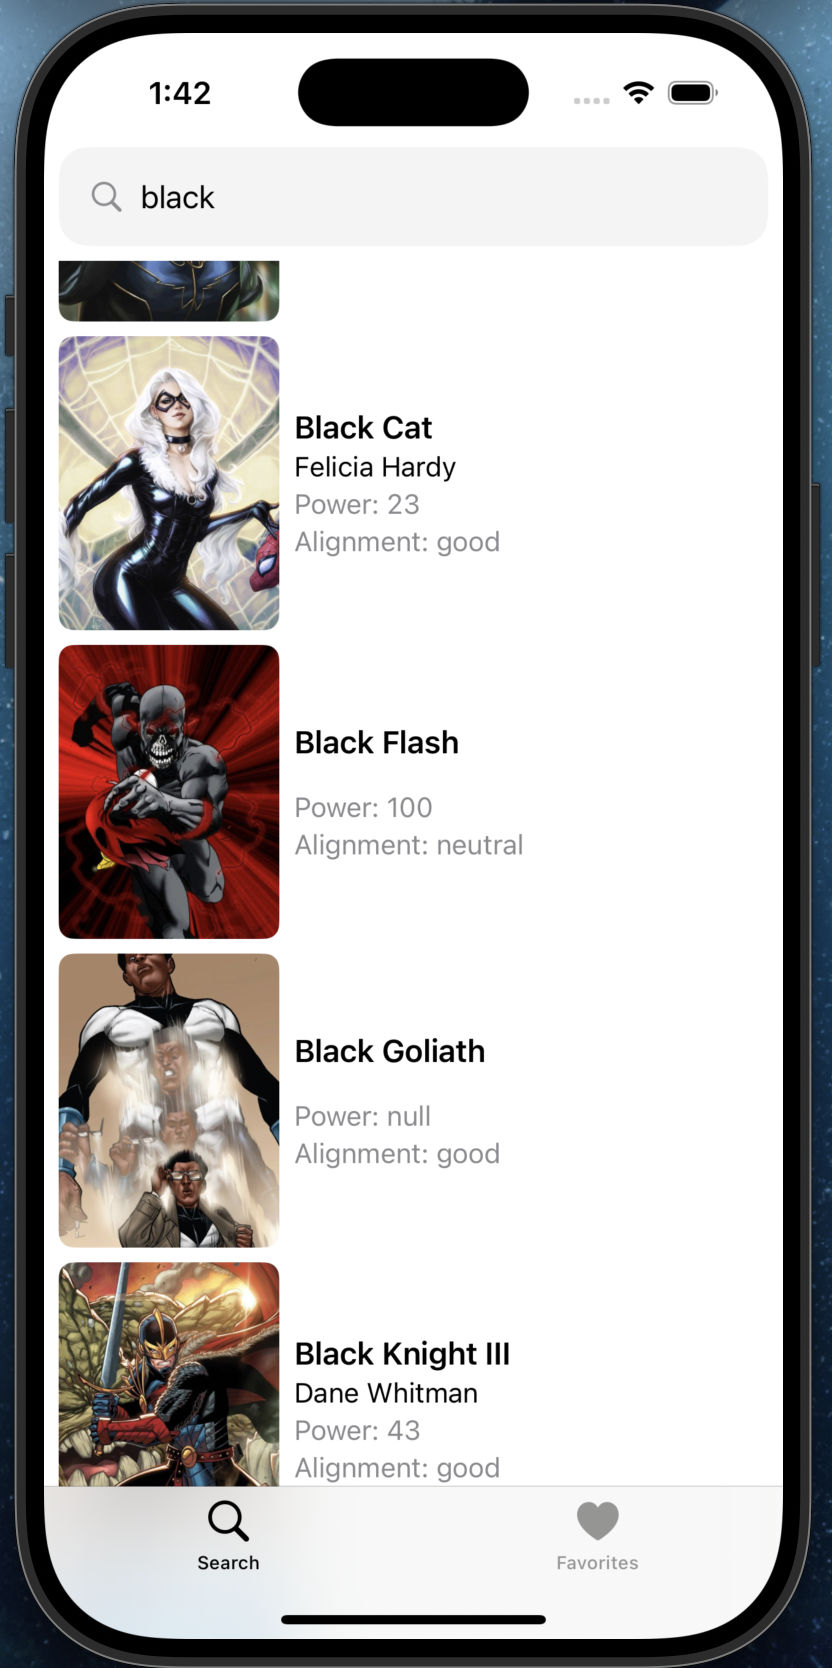 1:42
black
Black Cat
Felicia Hardy
Power: 23
Alignment: good
Black Flash
Power: 100
Alignment: neutral
Black Goliath
Power: null
Alignment: good
Black Knight III
Dane Whitman
Power: 43
Alignment: good
Search
Favorites